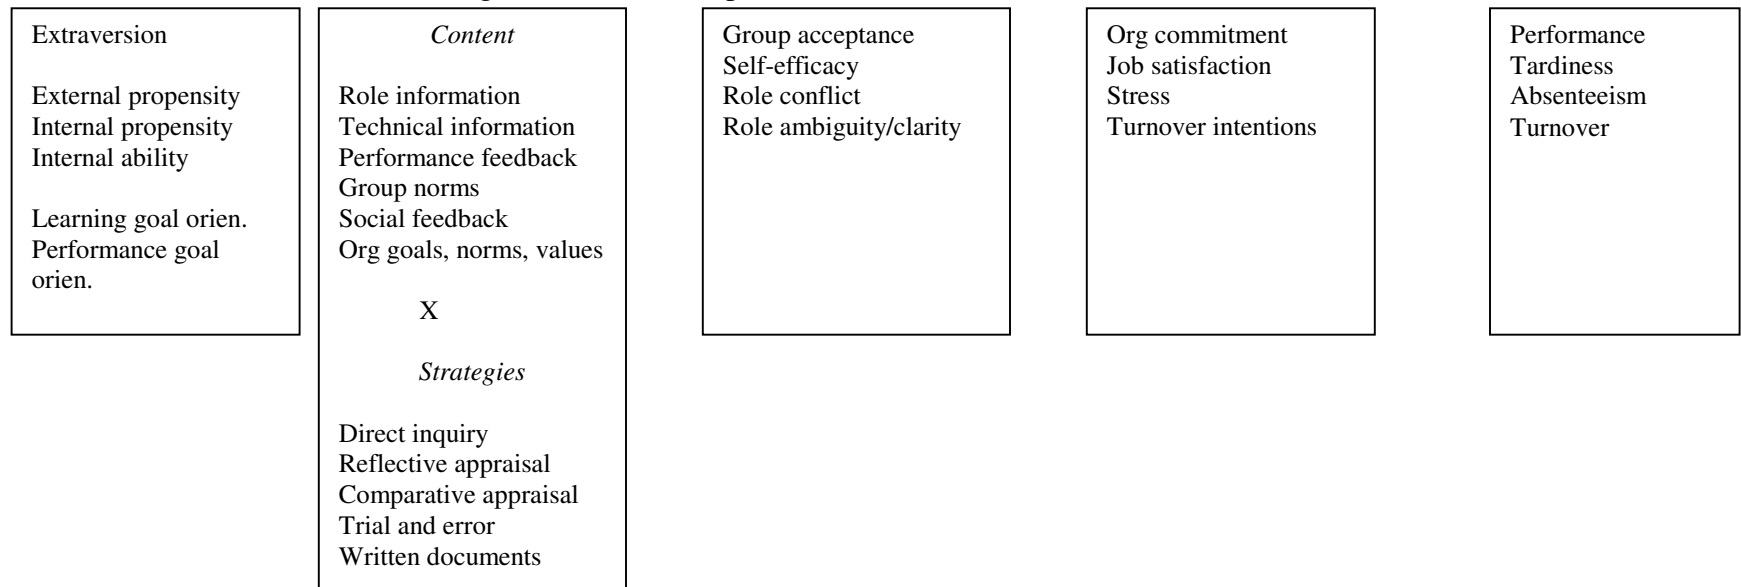 Extraversion
External propensity
Internal propensity
Internal ability
Learning goal orien.
Performance goal
orien.
Content
Role information
Technical information
Performance feedback
Group norms
Social feedback
Org goals, norms, values
X
Strategies
Direct inquiry
Reflective appraisal
Comparative appraisal
Trial and error
Written documents
Group acceptance
Self-efficacy
Role conflict
Role ambiguity/clarity
Org commitment
Job satisfaction
Stress
Turnover intentions
Performance
Tardiness
Absenteeism
Turnover